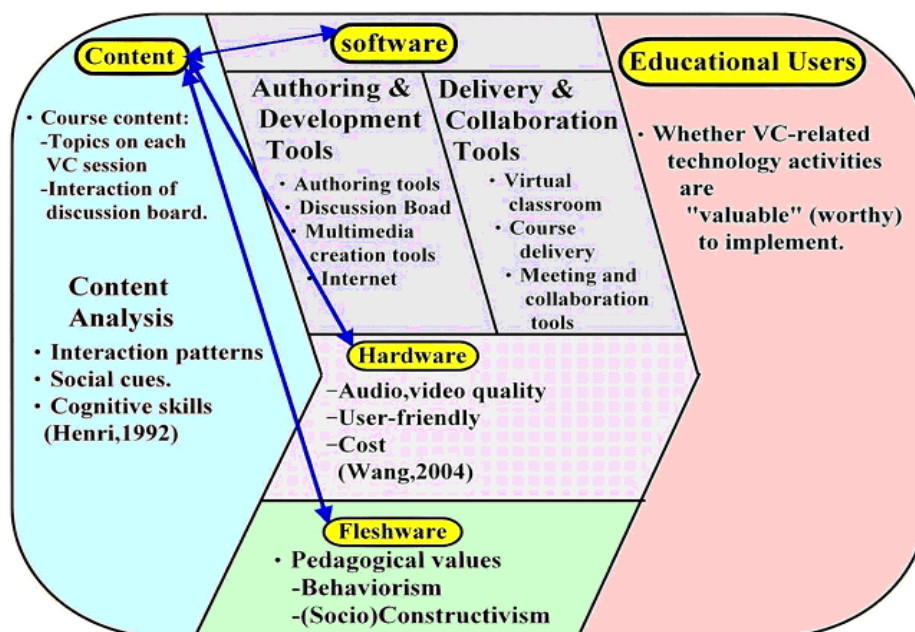 Content
· Course content:
-Topics on each
VC session
-Interaction of
discussion board.
Content
Analysis
· Interaction patterns
· Social cues.
· Cognitive skills
(Henri,1992)
software
Authoring &
Development
Tools
· Authoring tools
· Discussion Boad
· Multimedia
creation tools
· Internet
Delivery &
Collaboration
Tools
· Virtual
classroom
· Course
delivery
· Meeting and
collaboration
tools
Hardware
-Audio,video quality
-User-friendly
-Cost
(Wang,2004)
Fleshware
· Pedagogical values
-Behaviorism
-(Socio)Constructivism
Educational Users
· Whether VC-related
technology activities
are
"valuable" (worthy)
to implement.